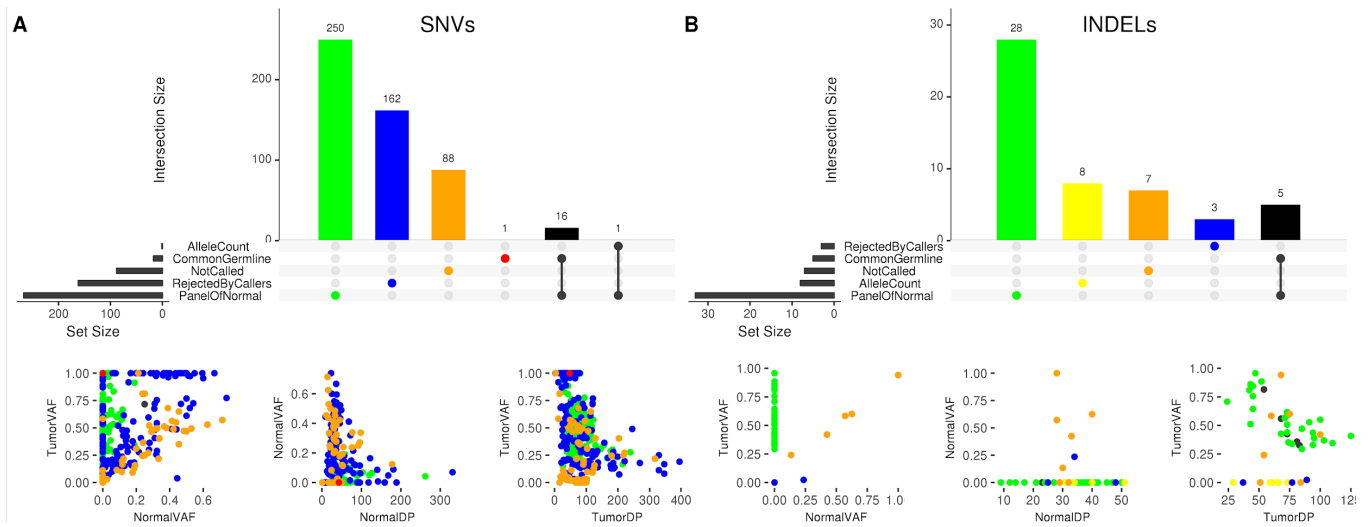 A
SNVs
250
162
88
1
16
1
200
100
0
Intersection Size
AlleleCount
CommonGermline
NotCalled
RejectedByCallers
PanelOfNormal
200 100 0
Set Size
B
INDELs
28
8
7
3
5
30
20
10
0
Intersection Size
RejectedByCallers
CommonGermline
NotCalled
AlleleCount
PanelOfNormal
30 20 10 0
Set Size
TumorVAF
1.00
0.75
0.50
0.25
0.00
0.0 0.2 0.4 0.6
NormalVAF
NormalVAF
0.6
0.4
0.2
0.0
0 100 200 300
NormalDP
TumorVAF
1.00
0.75
0.50
0.25
0.00
0 100 200 300 400
TumorDP
TumorVAF
1.00
0.75
0.50
0.25
0.00
0.00 0.25 0.50 0.75 1.0
NormalVAF
NormalVAF
1.00
0.75
0.50
0.25
0.00
10 20 30 40 50
NormalDP
TumorVAF
1.00
0.75
0.50
0.25
0.00
25 50 75 100 125
TumorDP